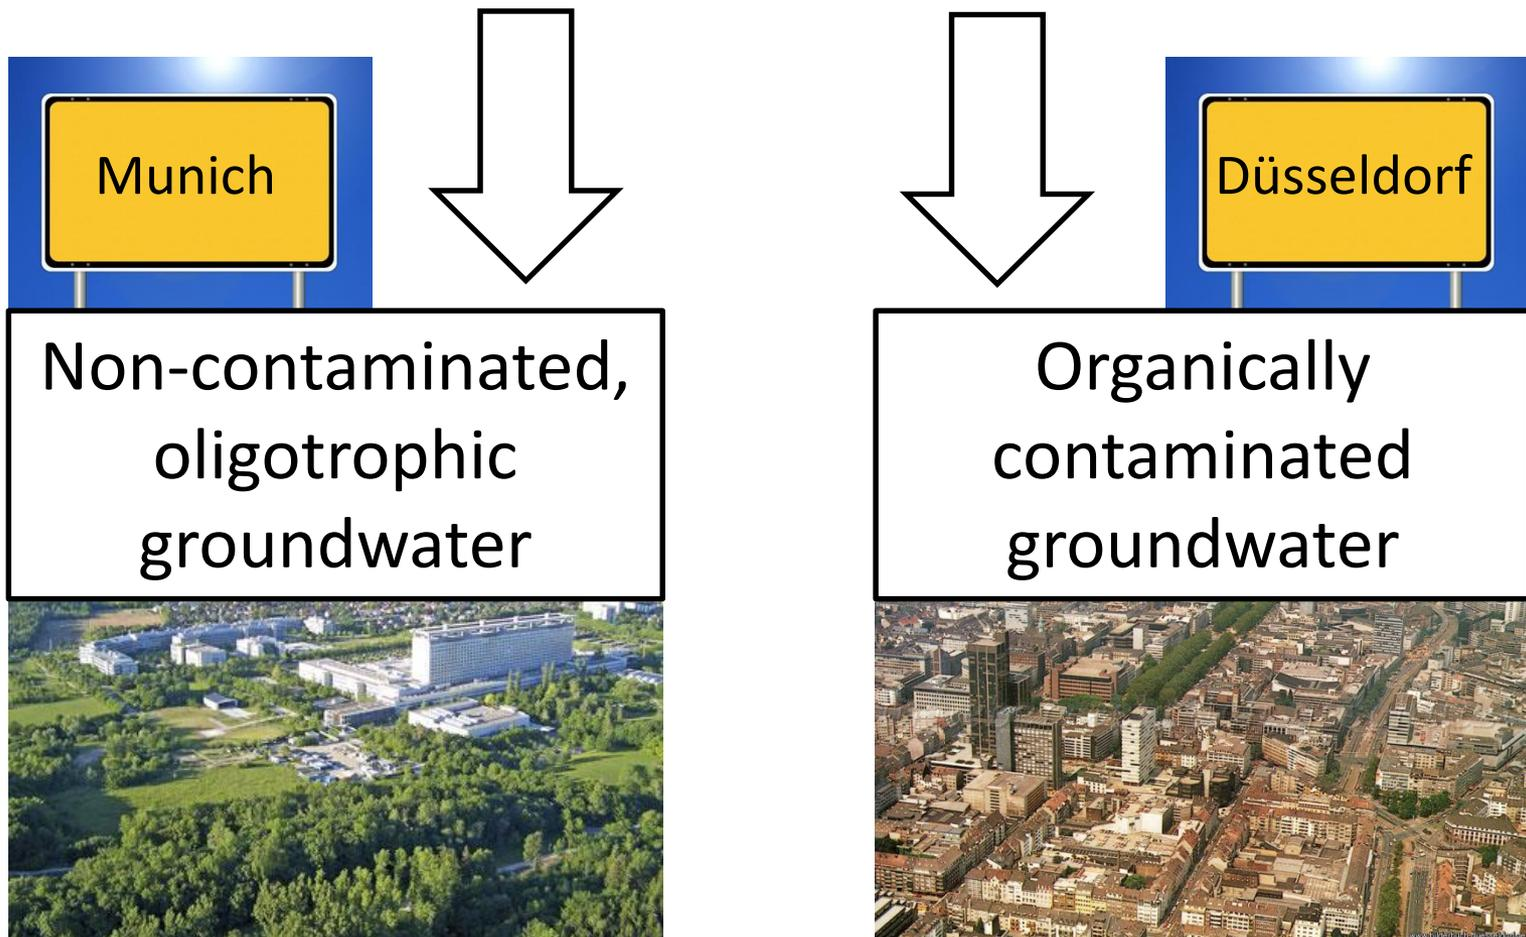 Munich
Düsseldorf
Non-contaminated,
oligotrophic
groundwater
Organically
contaminated
groundwater